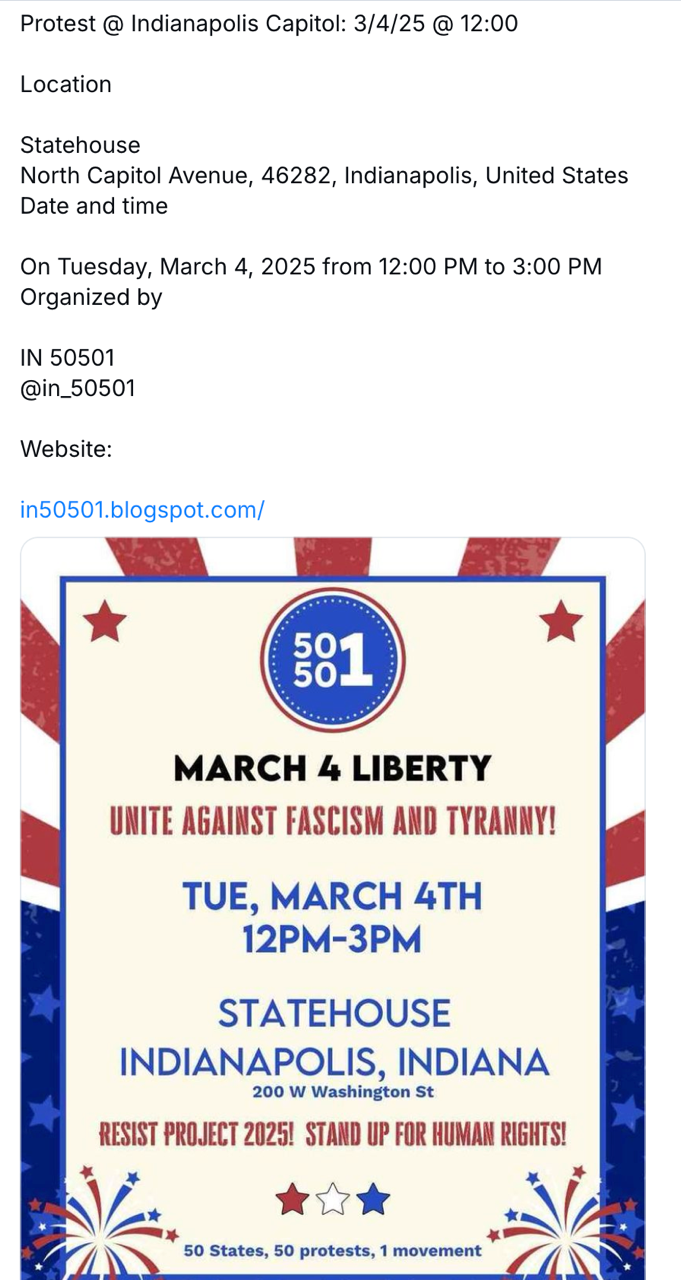 Protest @ Indianapolis Capitol: 3/4/25 @ 12:00
Location
Statehouse
North Capitol Avenue, 46282, Indianapolis, United States
Date and time
On Tuesday, March 4, 2025 from 12:00 PM to 3:00 PM
Organized by
IN 50501
@in_50501
Website:
in50501.blogspot.com/
50
501
MARCH 4 LIBERTY
UNITE AGAINST FASCISM AND TYRANNY!
TUE, MARCH 4TH
12PM-3PM
STATEHOUSE
INDIANAPOLIS, INDIANA
200 W Washington St
RESIST PROJECT 2025! STAND UP FOR HUMAN RIGHTS!
50 States, 50 protests, 1 movement